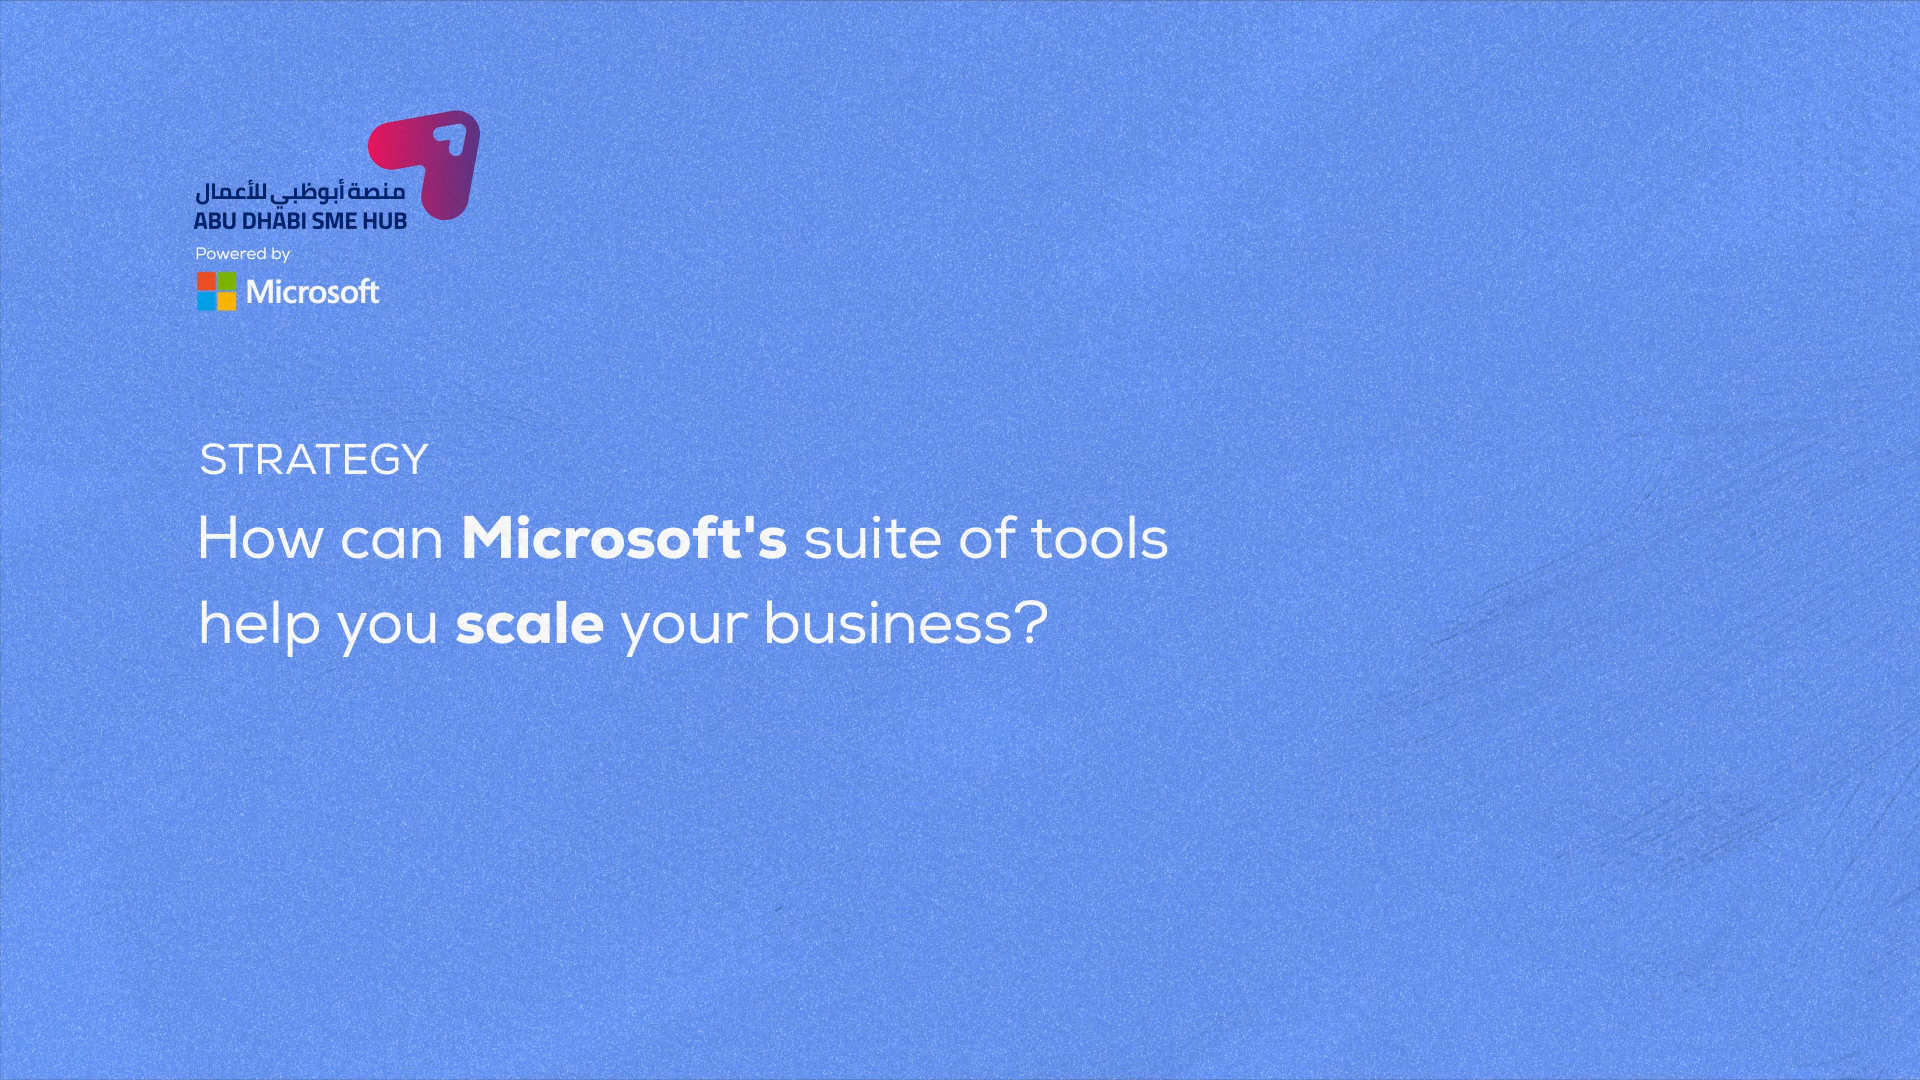 منصة أبوظبي للأعمال
ABU DHABI SME HUB
Powered by
Microsoft
STRATEGY
How can Microsoft's suite of tools
help you scale your business?